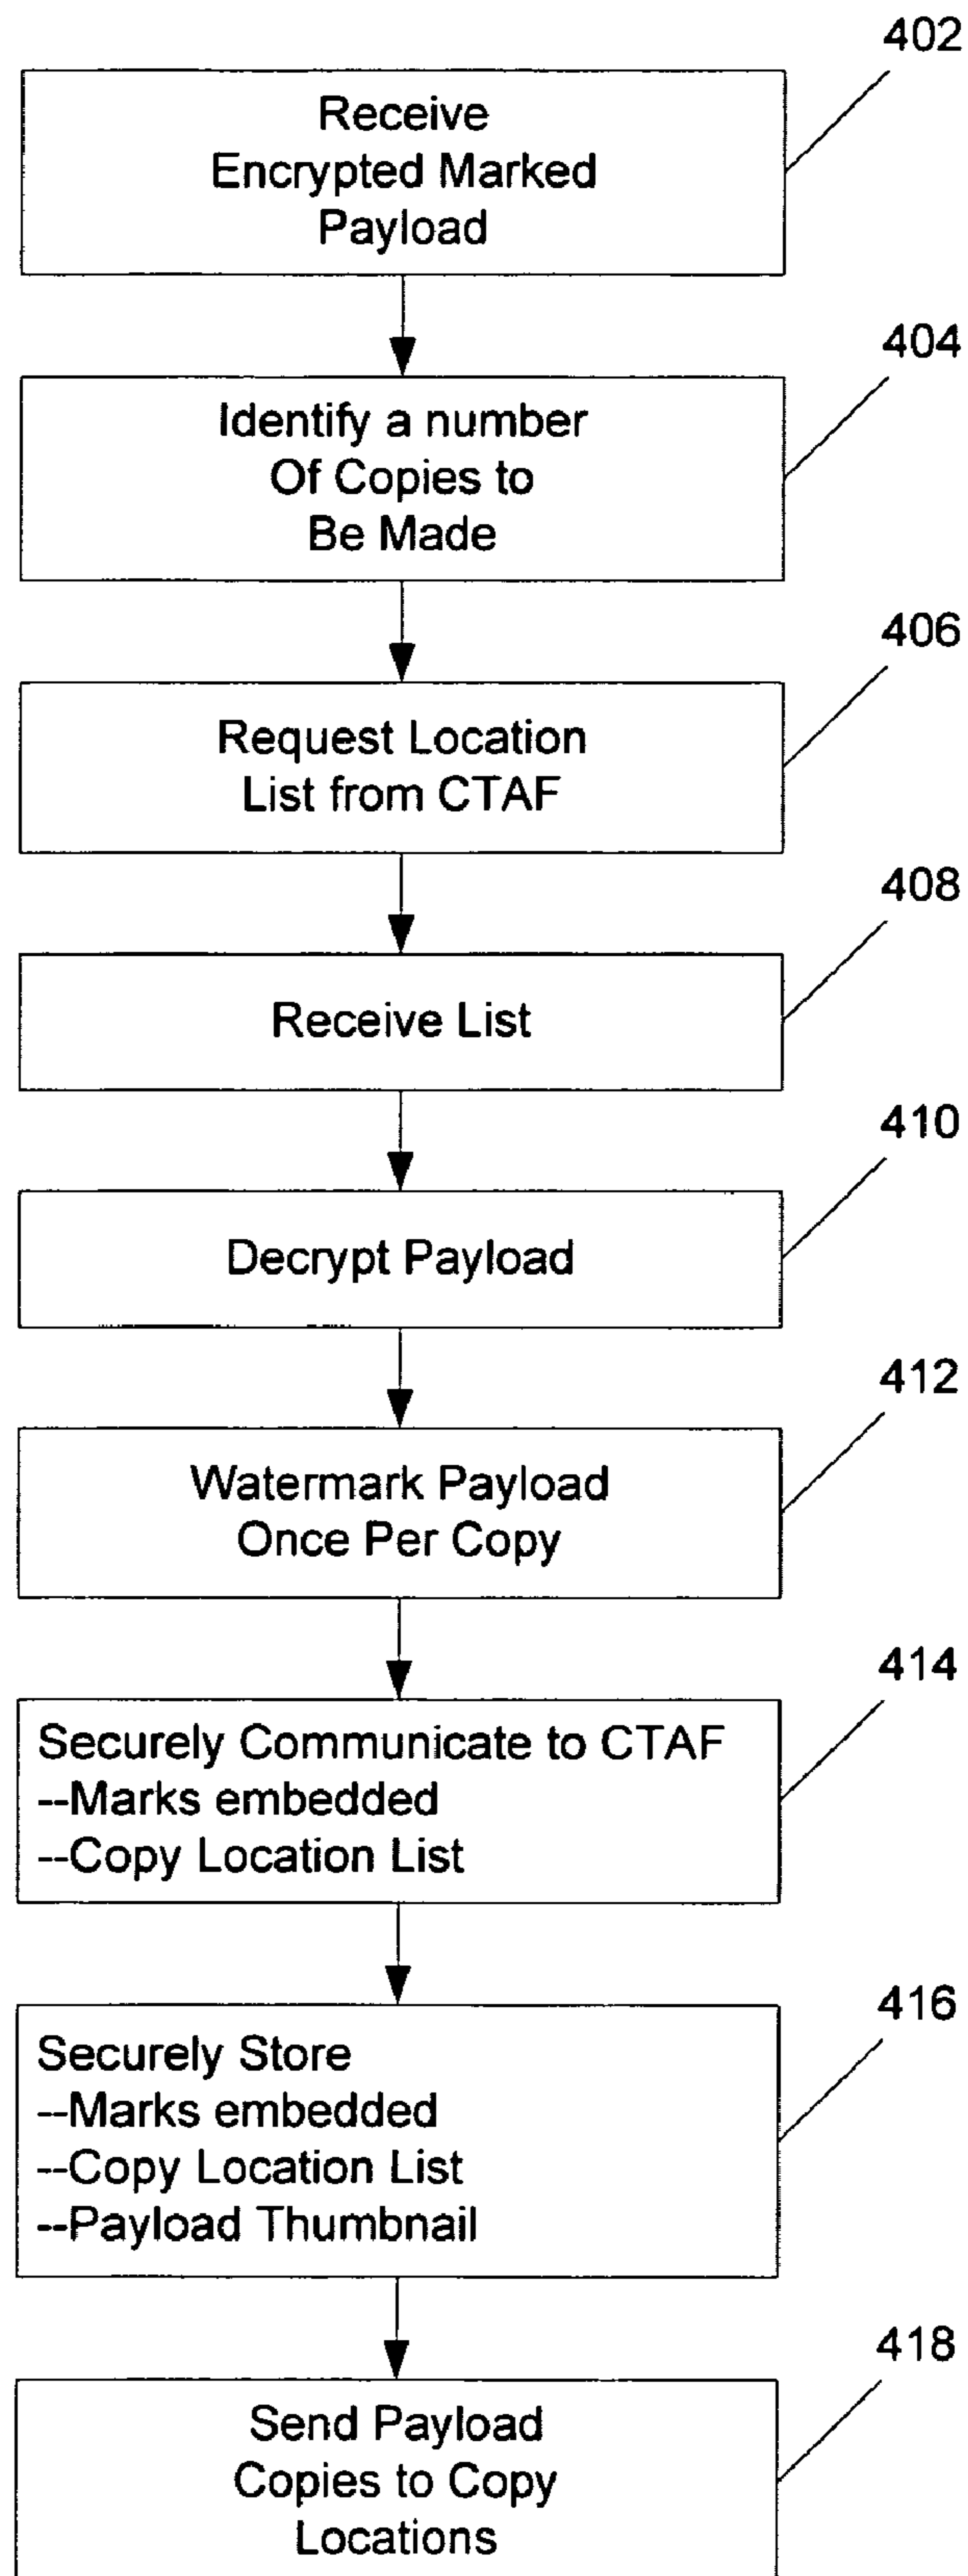 402
Receive
Encrypted Marked
Payload
404
Identify a number
Of Copies to
Be Made
406
Request Location
List from CTAF
408
Receive List
410
Decrypt Payload
412
Watermark Payload
Once Per Copy
414
Securely Communicate to CTAF
--Marks embedded
--Copy Location List
416
Securely Store
--Marks embedded
--Copy Location List
--Payload Thumbnail
418
Send Payload
Copies to Copy
Locations